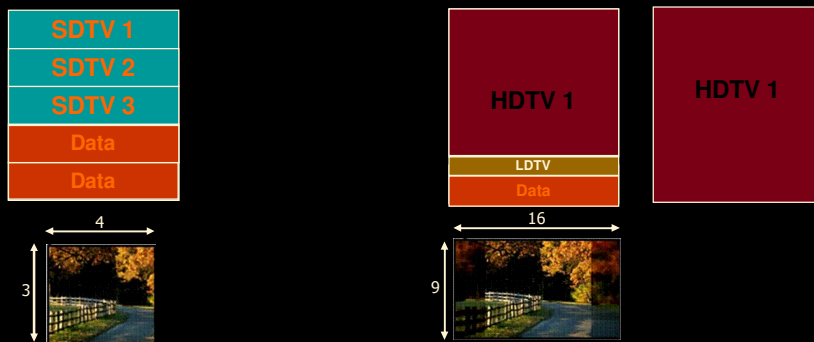 SDTV 1
SDTV 2
SDTV 3
Data
Data
4
3
HDTV 1
LDTV
Data
16
9
HDTV 1